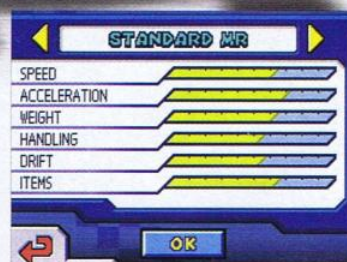 STANDARD MR
SPEED
ACCELERATION
WEIGHT
HANDLING
DRIFT
ITEMS
OK